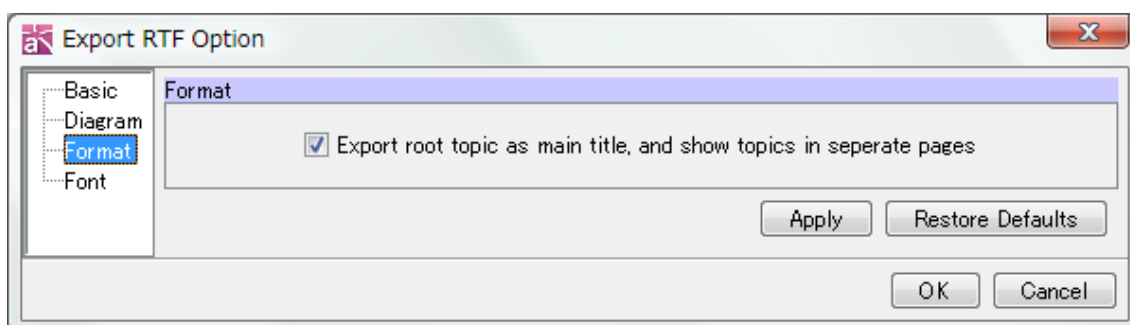 Export RTF Option
Basic
Diagram
Format
Font
Format
Export root topic as main title, and show topics in seperate pages
Apply
Restore Defaults
OK
Cancel